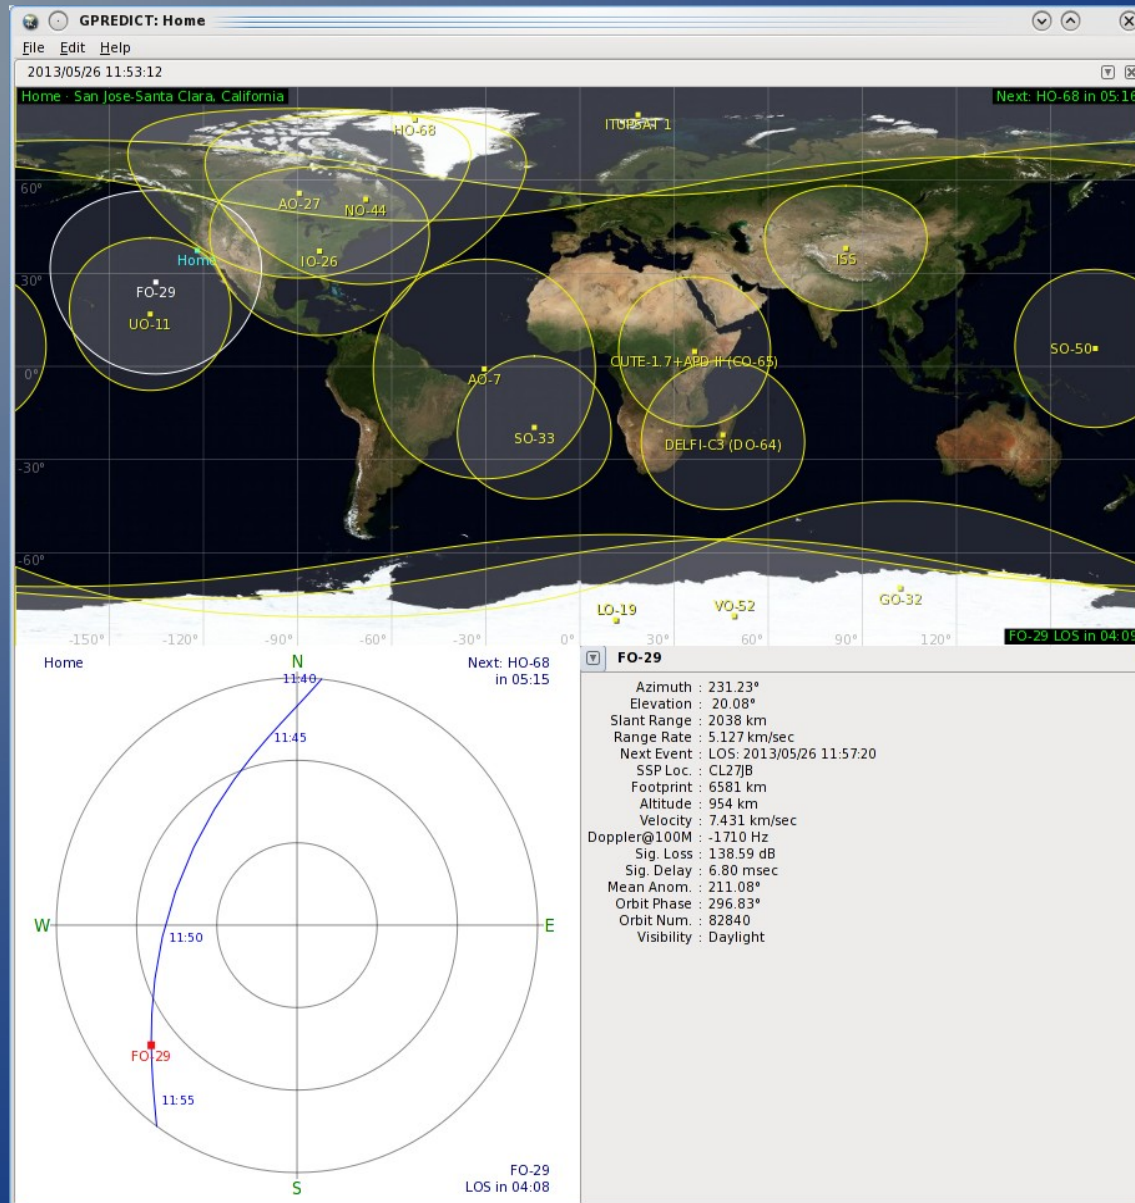 GPREDICT: Home
File Edit Help
2013/05/26 11:53:12
Home - San Jose-Santa Clara, California
Next: HO-68 in 05:16
HO-68
ITUPSAT 1
60°
AO-27
NO-44
Home
IO-26
ISS
30°
FO-29
UO-11
SO-50
CUTE-1.7+APD II (CO-65)
0°
AO-7
SO-33
DELFI-C3 (DO-64)
-30°
-60°
GO-32
LO-19
VO-52
-150° -120° -90° -60° -30° 0° 30° 60° 90° 120°
FO-29 LOS in 04:09
Home
N
Next: HO-68
in 05:15
11:40
11:45
W
E
11:50
FO-29
11:55
S
FO-29
LOS in 04:08
FO-29
Azimuth : 231.23°
Elevation : 20.08°
Slant Range : 2038 km
Range Rate : 5.127 km/sec
Next Event : LOS: 2013/05/26 11:57:20
SSP Loc. : CL27JB
Footprint : 6581 km
Altitude : 954 km
Velocity : 7.431 km/sec
Doppler@100M : -1710 Hz
Sig. Loss : 138.59 dB
Sig. Delay : 6.80 msec
Mean Anom. : 211.08°
Orbit Phase : 296.83°
Orbit Num. : 82840
Visibility : Daylight